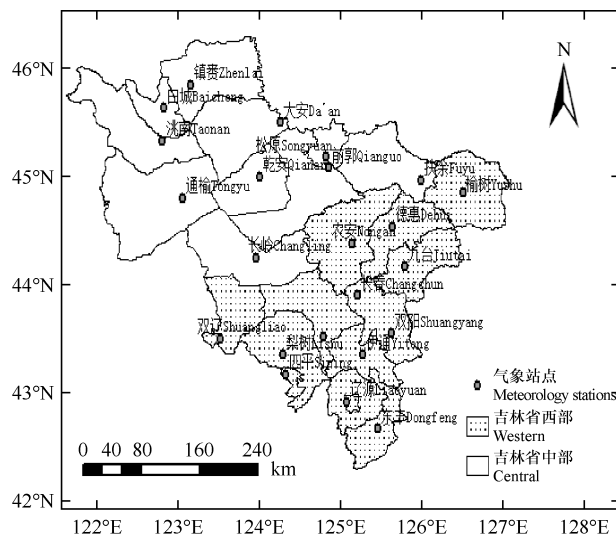 46°N
45°N
44°N
43°N
42°N
N
镇赉Zhenlai
白城Baicheng
洮南Taonan
大安Da'an
松原Songyuan
前郭Qianguo
乾安Qianan
扶余Fuyu
榆树Yushu
通榆Tongyu
德惠Dehui
农安Nongan
长岭Changling
九台Jiutai
长春Changchun
双阳Shuangyang
双辽Shuangliao
梨树Lishu
伊通Yitong
四平Siping
辽源Liaoyuan
东丰Dongfeng
气象站点
Meteorology stations
吉林省西部
Western
吉林省中部
Central
0 40 80 160 240
km
122°E 123°E 124°E 125°E 126°E 127°E 128°E